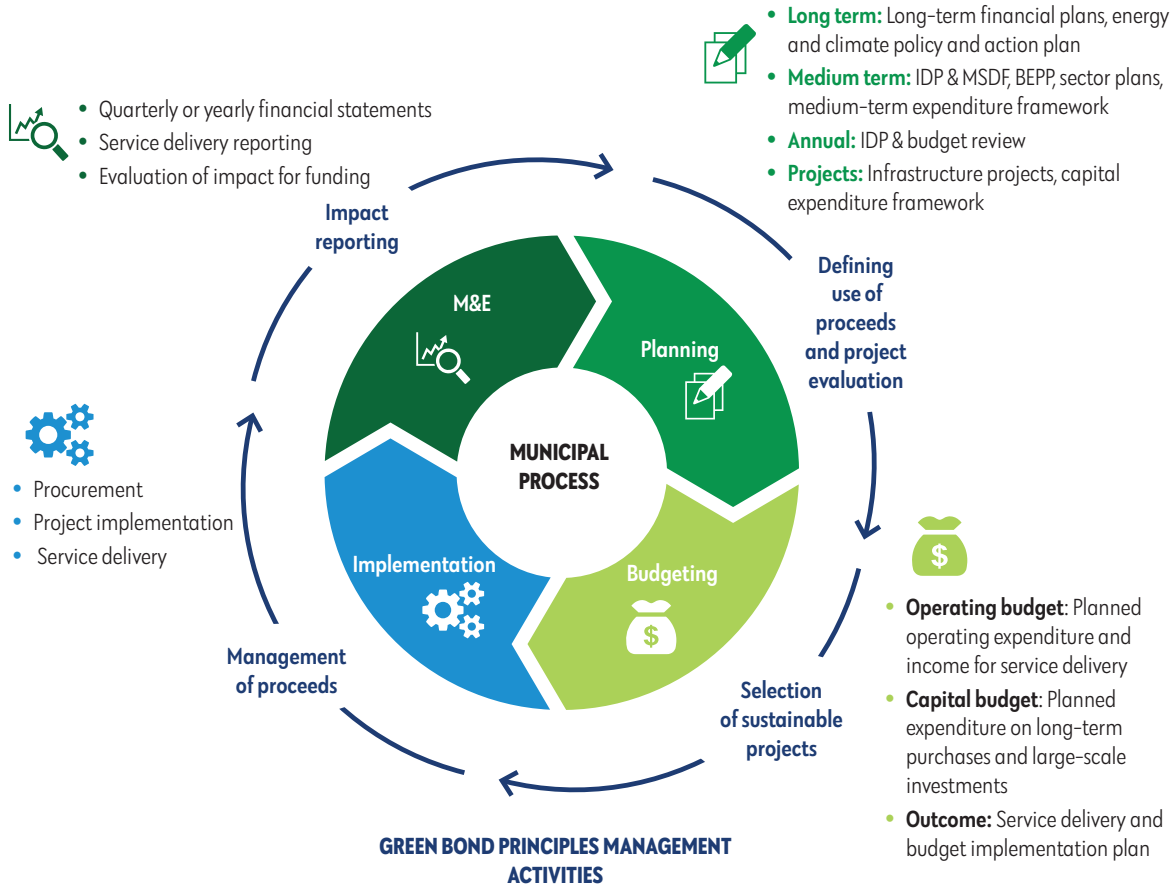 • Long term: Long-term financial plans, energy
and climate policy and action plan
• Medium term: IDP & MSDF, BEPP, sector plans,
medium-term expenditure framework
• Annual: IDP & budget review
• Projects: Infrastructure projects, capital
expenditure framework
• Quarterly or yearly financial statements
• Service delivery reporting
• Evaluation of impact for funding
Impact
reporting
Defining
use of
proceeds
and project
evaluation
M&E
Planning
MUNICIPAL
PROCESS
• Procurement
• Project implementation
• Service delivery
Implementation
Budgeting
$
$
• Operating budget: Planned
operating expenditure and
income for service delivery
• Capital budget: Planned
expenditure on long-term
purchases and large-scale
investments
• Outcome: Service delivery and
budget implementation plan
Management
of proceeds
Selection
of sustainable
projects
GREEN BOND PRINCIPLES MANAGEMENT
ACTIVITIES